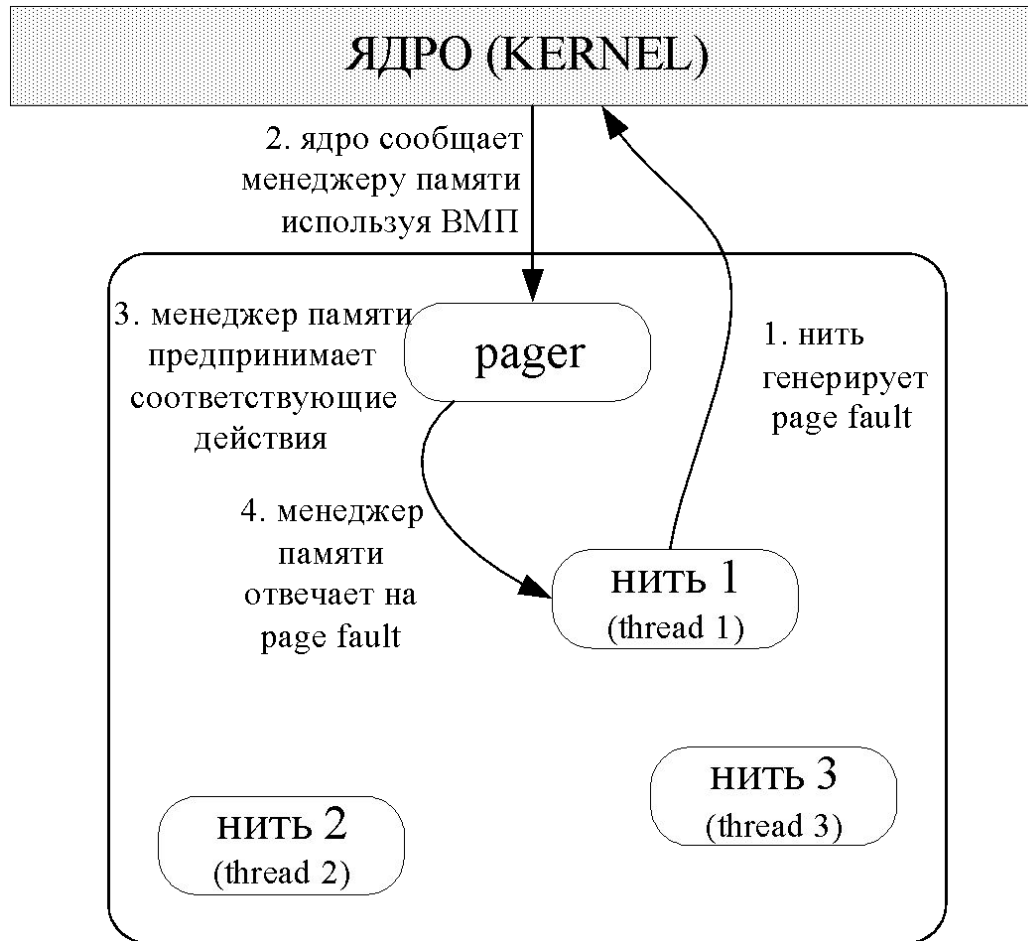 ЯДРО (KERNEL)
2. ядро сообщает
менеджеру памяти
используя ВМП
3. менеджер памяти
предпринимает
соответствующие
действия
pager
1. нить
генерирует
page fault
4. менеджер
памяти
отвечает на
page fault
нить 1
(thread 1)
нить 3
(thread 3)
нить 2
(thread 2)